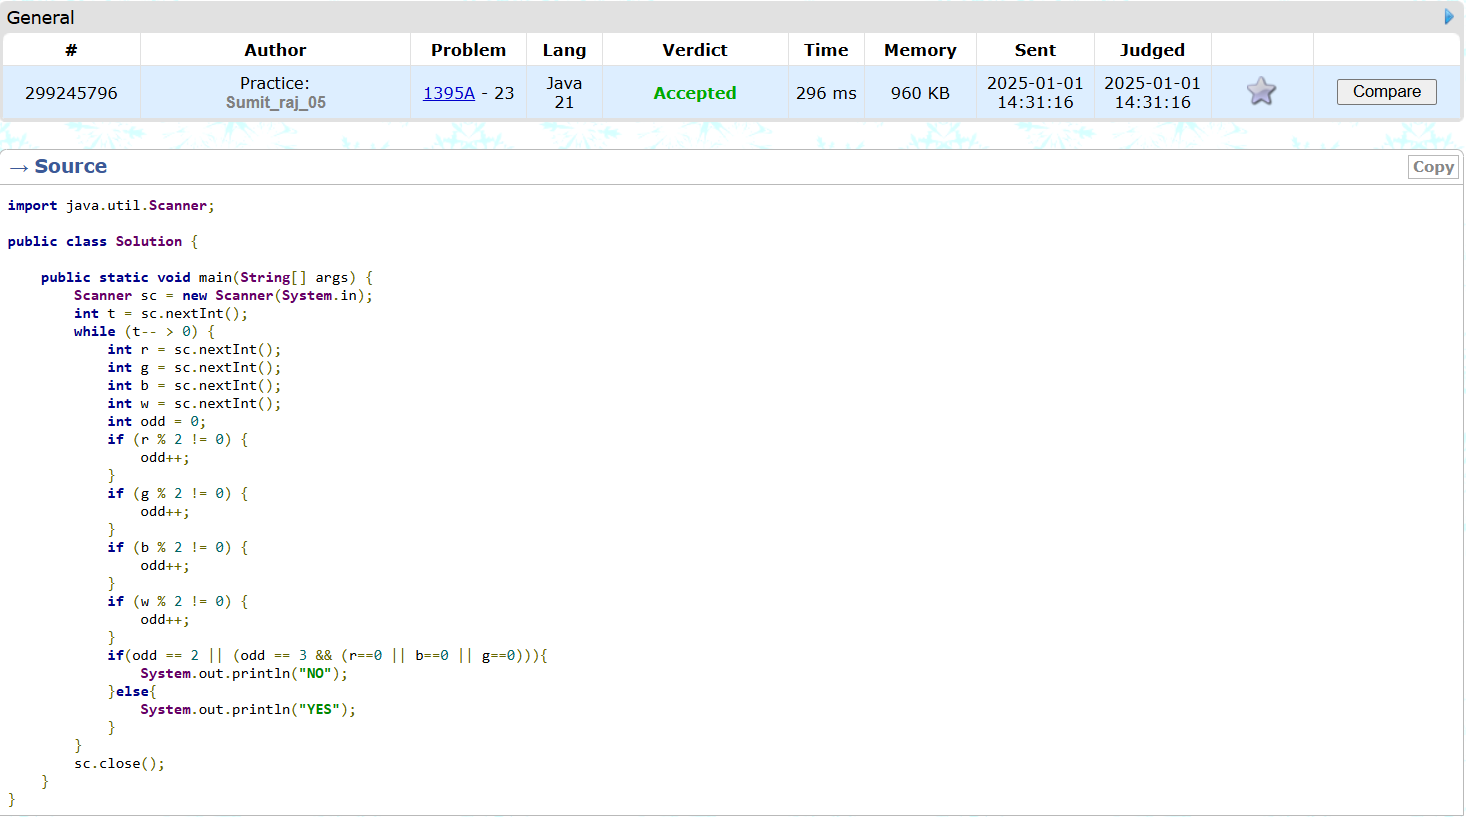 General
# Author Problem Lang Verdict Time Memory Sent Judged
299245796 Practice: Sumit_raj_05 1395A - 23 Java 21 Accepted 296 ms 960 KB 2025-01-01 14:31:16 2025-01-01 14:31:16 Compare
→ Source Copy
import java.util.Scanner;
public class Solution {
    public static void main(String[] args) {
        Scanner sc = new Scanner(System.in);
        int t = sc.nextInt();
        while (t-- > 0) {
            int r = sc.nextInt();
            int g = sc.nextInt();
            int b = sc.nextInt();
            int w = sc.nextInt();
            int odd = 0;
            if (r % 2 != 0) {
                odd++;
            }
            if (g % 2 != 0) {
                odd++;
            }
            if (b % 2 != 0) {
                odd++;
            }
            if (w % 2 != 0) {
                odd++;
            }
            if(odd == 2 || (odd == 3 && (r==0 || b==0 || g==0))){
                System.out.println("NO");
            }else{
                System.out.println("YES");
            }
        }
        sc.close();
    }
}